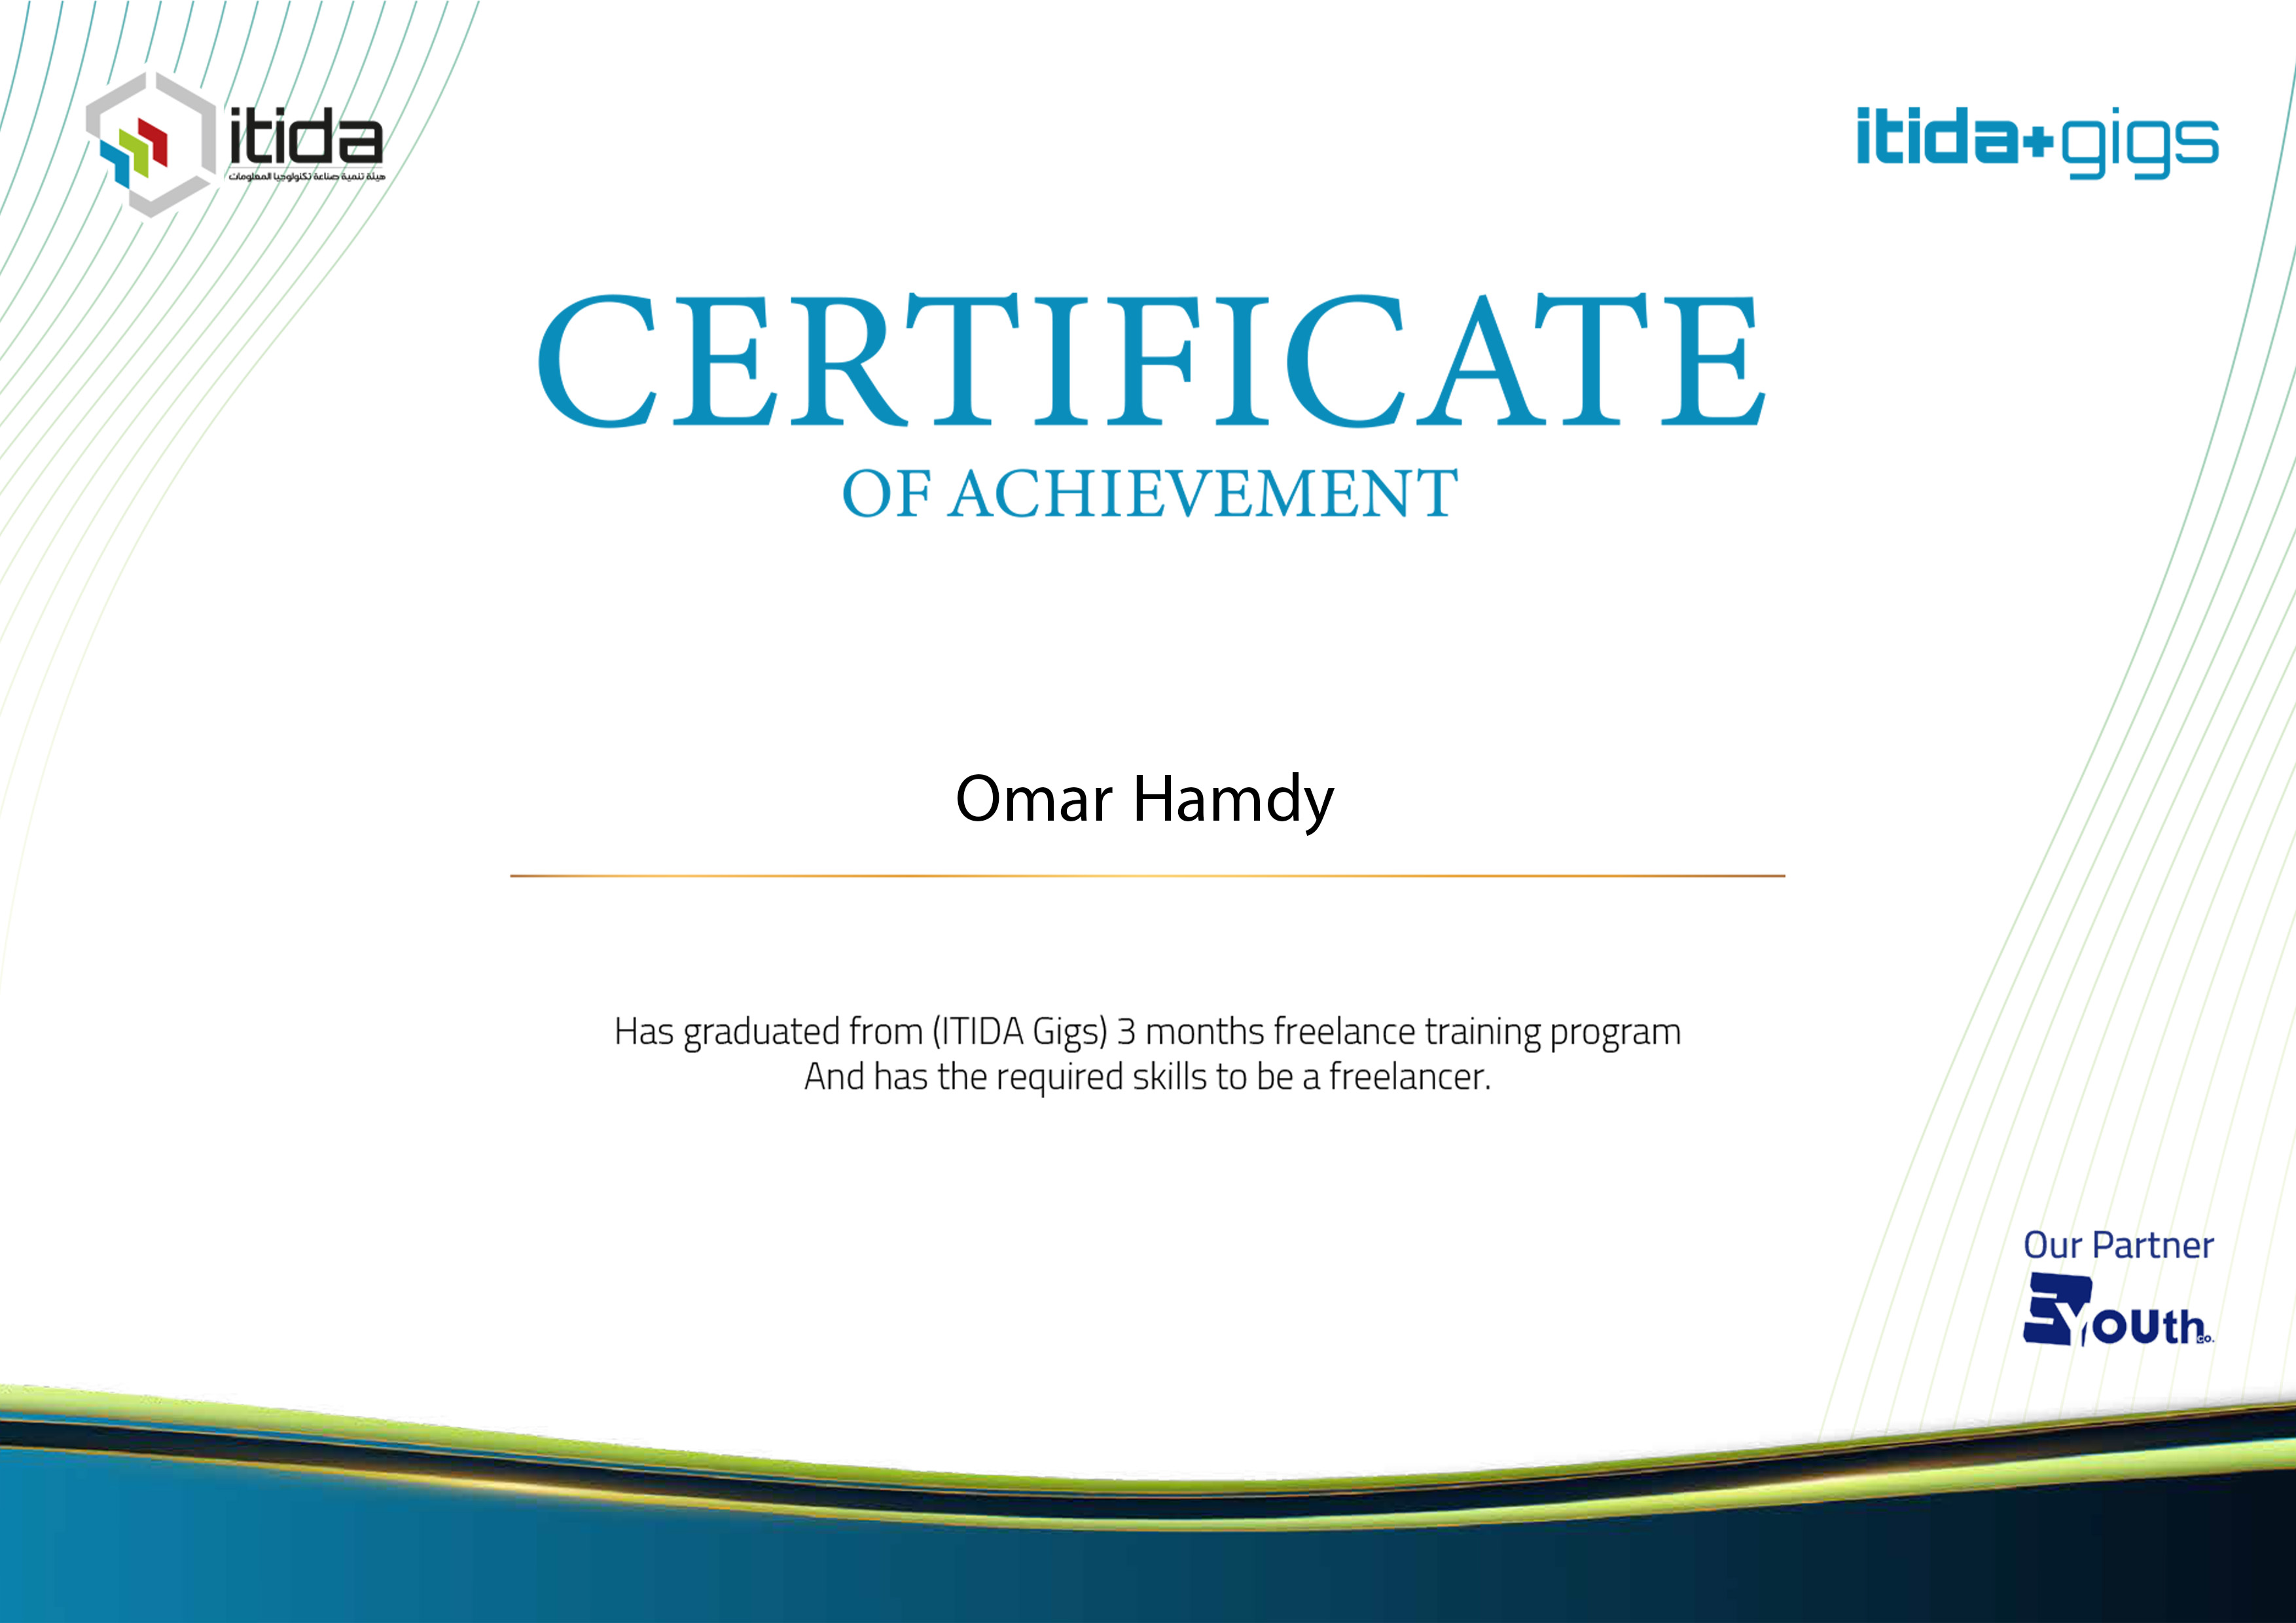 itida
هيئة تنمية صناعة تكنولوجيا المعلومات
itida+gigs
CERTIFICATE
OF ACHIEVEMENT
Omar Hamdy
Has graduated from (ITIDA Gigs) 3 months freelance training program
And has the required skills to be a freelancer.
Our Partner
EYouth co.